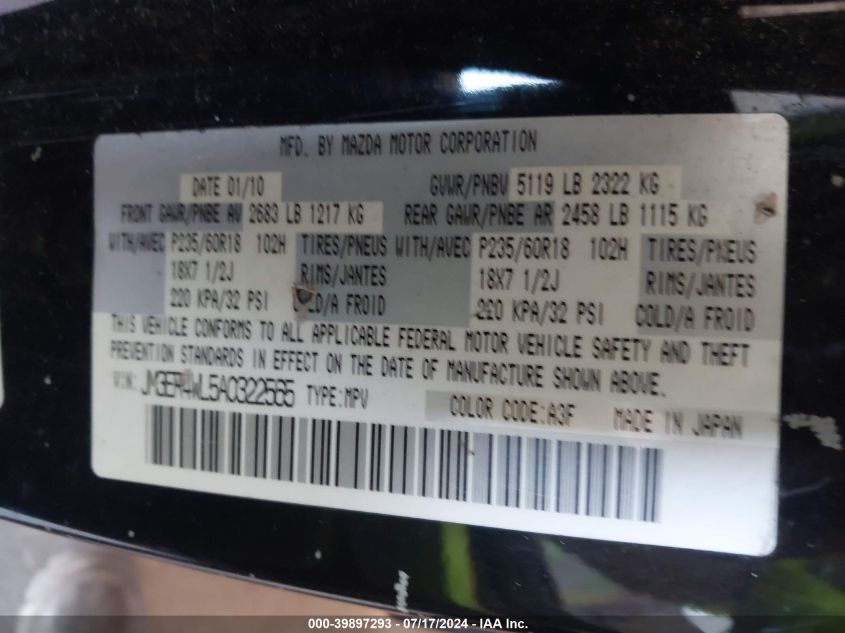 MFD. BY MAZDA MOTOR CORPORATION
DATE 01/10 GVWR/PNBV 5119 LB 2322 KG
FRONT GAWR/PNBE AV 2683 LB 1217 KG REAR GAWR/PNBE AR 2458 LB 1115 KG
WITH/AVEC P235/60R18 102H TIRES/PNEUS WITH/AVEC P235/60R18 102H TIRES/PNEUS
18X7 1/2J RIMS/JANTES 18X7 1/2J RIMS/JANTES
220 KPA/32 PSI COLD/A FROID 220 KPA/32 PSI COLD/A FROID
THIS VEHICLE CONFORMS TO ALL APPLICABLE FEDERAL MOTOR VEHICLE SAFETY AND THEFT
PREVENTION STANDARDS IN EFFECT ON THE DATE OF MANUFACTURE SHOWN ABOVE.
VIN: JM3ER4WL5A0322565 TYPE:MPV COLOR CODE:A3F MADE IN JAPAN
000-39897293 - 07/17/2024 - IAA Inc.